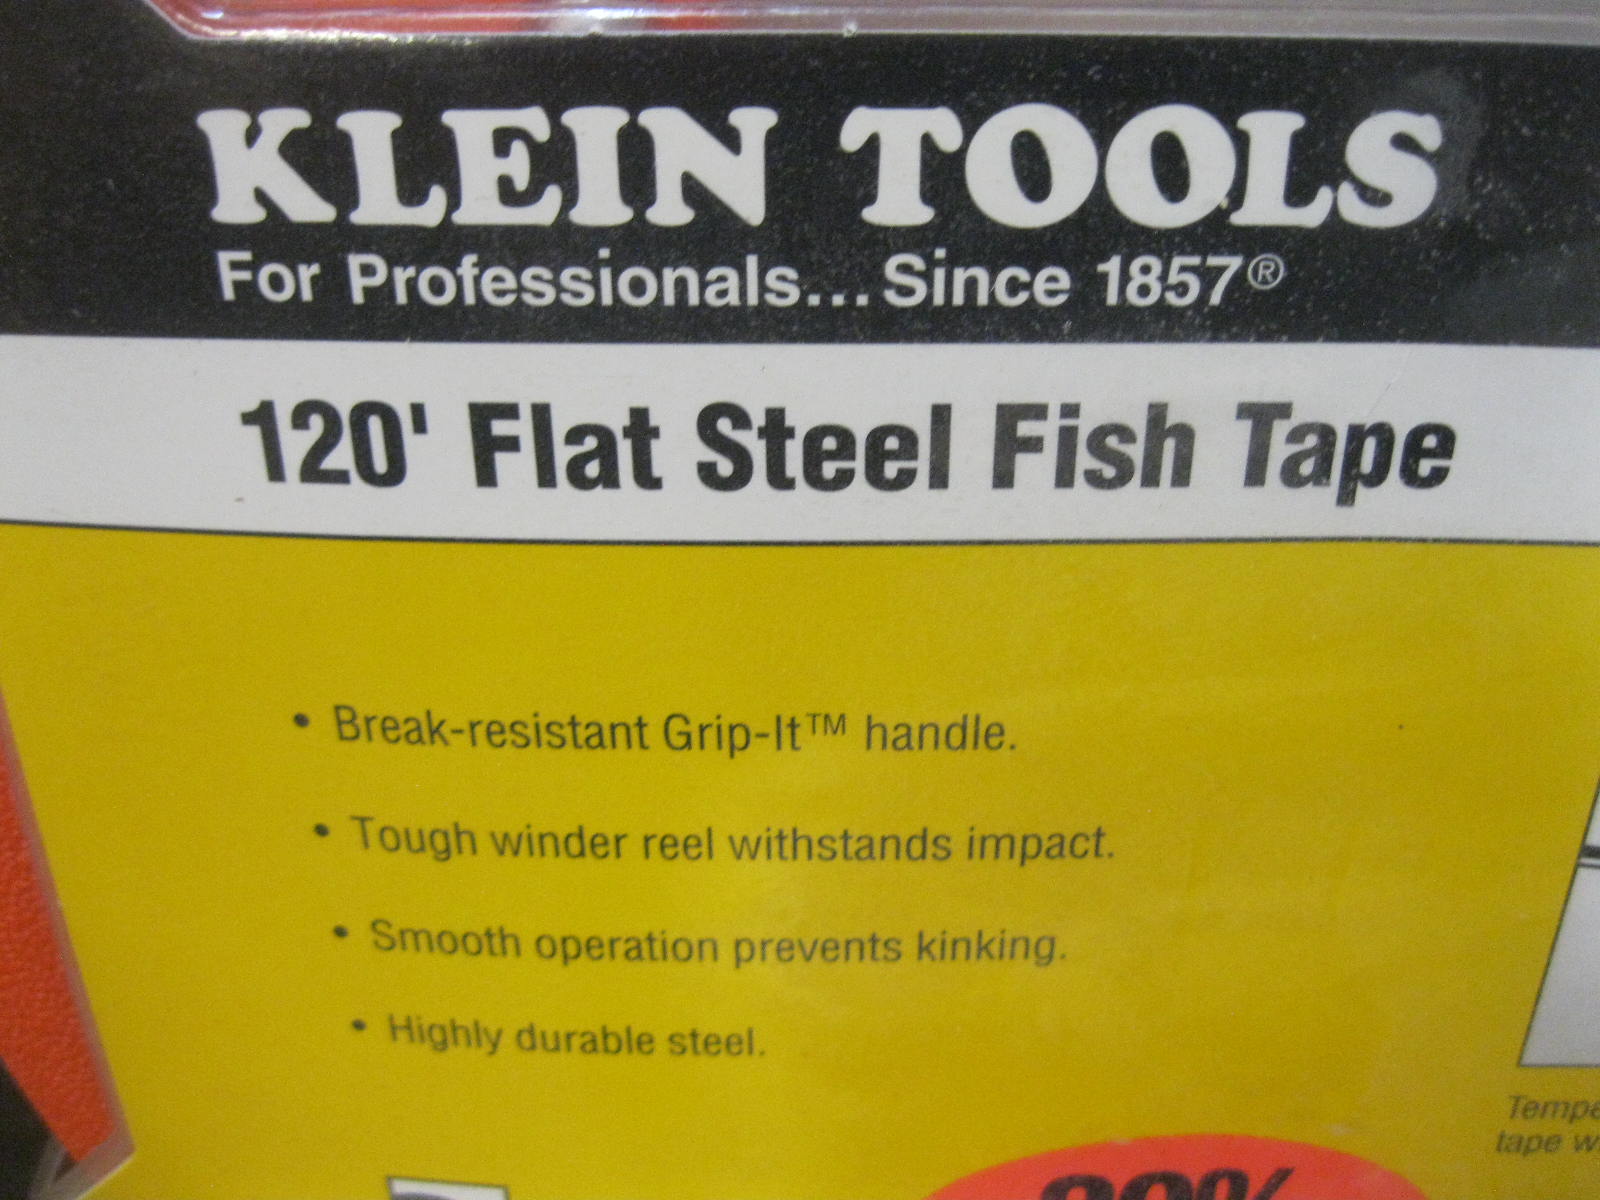 KLEIN TOOLS
For Professionals... Since 1857®
120' Flat Steel Fish Tape
• Break-resistant Grip-It™ handle.
• Tough winder reel withstands impact.
• Smooth operation prevents kinking.
• Highly durable steel.
tape